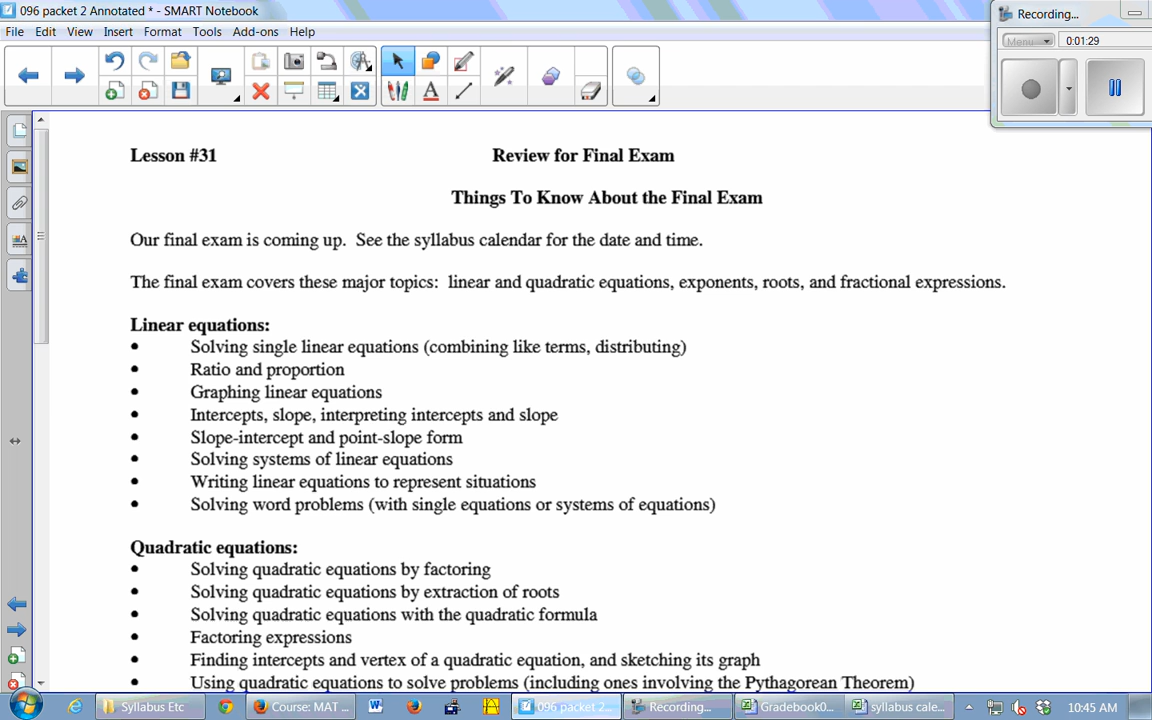 096 packet 2 Annotated * - SMART Notebook
File Edit View Insert Format Tools Add-ons Help
Recording...
Menu
0:01:29
Lesson #31 Review for Final Exam
Things To Know About the Final Exam
Our final exam is coming up. See the syllabus calendar for the date and time.
The final exam covers these major topics: linear and quadratic equations, exponents, roots, and fractional expressions.
Linear equations:
• Solving single linear equations (combining like terms, distributing)
• Ratio and proportion
• Graphing linear equations
• Intercepts, slope, interpreting intercepts and slope
• Slope-intercept and point-slope form
• Solving systems of linear equations
• Writing linear equations to represent situations
• Solving word problems (with single equations or systems of equations)
Quadratic equations:
• Solving quadratic equations by factoring
• Solving quadratic equations by extraction of roots
• Solving quadratic equations with the quadratic formula
• Factoring expressions
• Finding intercepts and vertex of a quadratic equation, and sketching its graph
• Using quadratic equations to solve problems (including ones involving the Pythagorean Theorem)
Syllabus Etc Course: MAT ... 096 packet 2... Recording... Gradebook0... syllabus cale... 10:45 AM